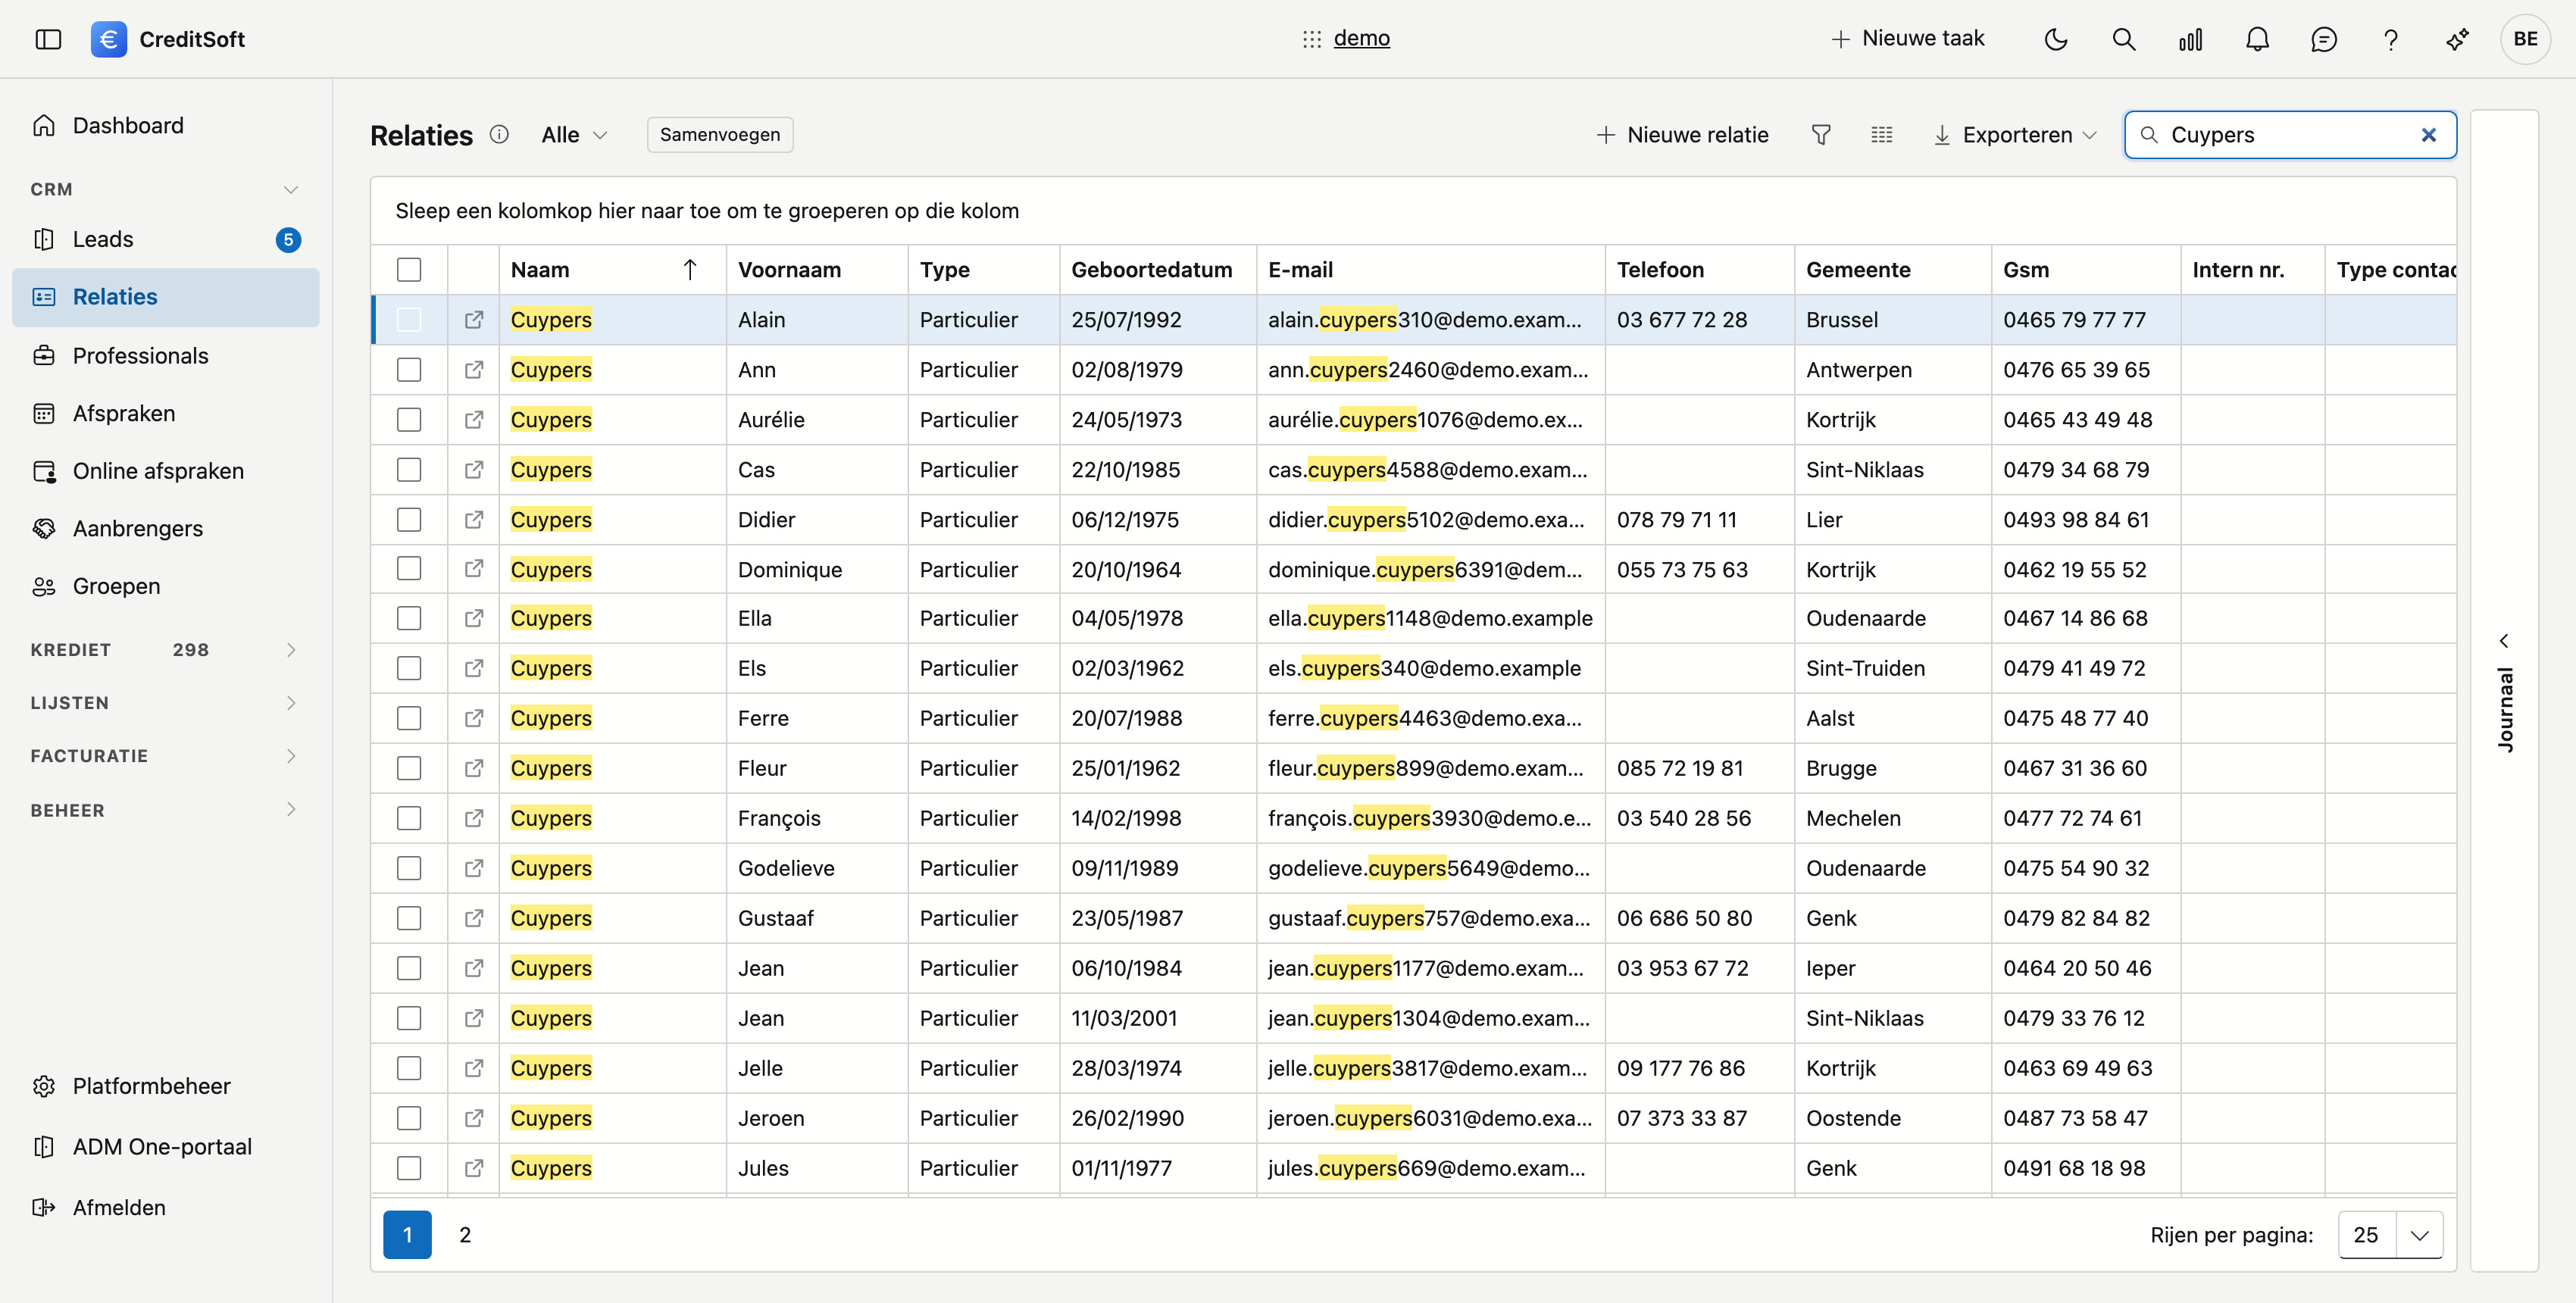 CreditSoft
demo
Nieuwe taak
BE
Dashboard
CRM
Leads 5
Relaties
Professionals
Afspraken
Online afspraken
Aanbrengers
Groepen
KREDIET 298
LIJSTEN
FACTURATIE
BEHEER
Platformbeheer
ADM One-portaal
Afmelden
Relaties Alle Samenvoegen Nieuwe relatie Exporteren Cuypers
Sleep een kolomkop hier naar toe om te groeperen op die kolom
Naam Voornaam Type Geboortedatum E-mail Telefoon Gemeente Gsm Intern nr. Type contac
Cuypers Alain Particulier 25/07/1992 alain.cuypers310@demo.exam... 03 677 72 28 Brussel 0465 79 77 77
Cuypers Ann Particulier 02/08/1979 ann.cuypers2460@demo.exam... Antwerpen 0476 65 39 65
Cuypers Aurélie Particulier 24/05/1973 aurélie.cuypers1076@demo.ex... Kortrijk 0465 43 49 48
Cuypers Cas Particulier 22/10/1985 cas.cuypers4588@demo.exam... Sint-Niklaas 0479 34 68 79
Cuypers Didier Particulier 06/12/1975 didier.cuypers5102@demo.exa... 078 79 71 11 Lier 0493 98 84 61
Cuypers Dominique Particulier 20/10/1964 dominique.cuypers6391@dem... 055 73 75 63 Kortrijk 0462 19 55 52
Cuypers Ella Particulier 04/05/1978 ella.cuypers1148@demo.example Oudenaarde 0467 14 86 68
Cuypers Els Particulier 02/03/1962 els.cuypers340@demo.example Sint-Truiden 0479 41 49 72
Cuypers Ferre Particulier 20/07/1988 ferre.cuypers4463@demo.exa... Aalst 0475 48 77 40
Cuypers Fleur Particulier 25/01/1962 fleur.cuypers899@demo.exam... 085 72 19 81 Brugge 0467 31 36 60
Cuypers François Particulier 14/02/1998 françois.cuypers3930@demo.e... 03 540 28 56 Mechelen 0477 72 74 61
Cuypers Godelieve Particulier 09/11/1989 godelieve.cuypers5649@demo... Oudenaarde 0475 54 90 32
Cuypers Gustaaf Particulier 23/05/1987 gustaaf.cuypers757@demo.exa... 06 686 50 80 Genk 0479 82 84 82
Cuypers Jean Particulier 06/10/1984 jean.cuypers1177@demo.exam... 03 953 67 72 Ieper 0464 20 50 46
Cuypers Jean Particulier 11/03/2001 jean.cuypers1304@demo.exam... Sint-Niklaas 0479 33 76 12
Cuypers Jelle Particulier 28/03/1974 jelle.cuypers3817@demo.exam... 09 177 76 86 Kortrijk 0463 69 49 63
Cuypers Jeroen Particulier 26/02/1990 jeroen.cuypers6031@demo.exa... 07 373 33 87 Oostende 0487 73 58 47
Cuypers Jules Particulier 01/11/1977 jules.cuypers669@demo.exam... Genk 0491 68 18 98
1 2 Rijen per pagina: 25
Journaal